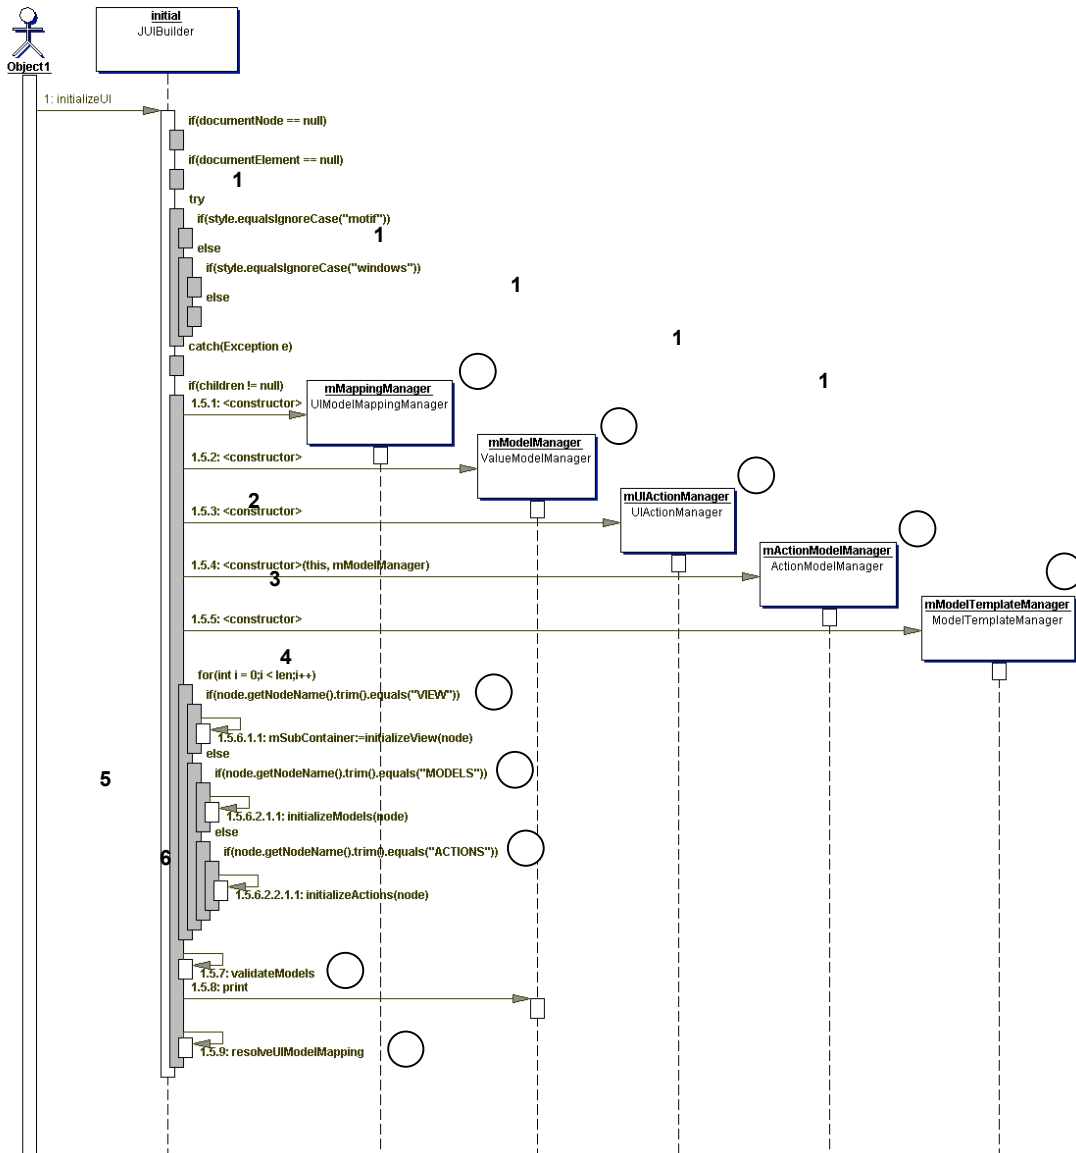 initial
JUIBuilder
Object1
1: initializeUI
if(documentNode == null)
if(documentElement == null)
1
try
if(style.equalsIgnoreCase("motif"))
1
else
if(style.equalsIgnoreCase("windows"))
1
else
1
catch(Exception e)
1
if(children != null)
mMappingManager
UIModelMappingManager
1.5.1: <constructor>
mModelManager
ValueModelManager
1.5.2: <constructor>
mUIActionManager
UIActionManager
2
1.5.3: <constructor>
mActionModelManager
ActionModelManager
1.5.4: <constructor>(this, mModelManager)
3
mModelTemplateManager
ModelTemplateManager
1.5.5: <constructor>
4
for(int i = 0;i < len;i++)
if(node.getNodeName().trim().equals("VIEW"))
1.5.6.1.1: mSubContainer:=initializeView(node)
else
if(node.getNodeName().trim().equals("MODELS"))
5
1.5.6.2.1.1: initializeModels(node)
else
if(node.getNodeName().trim().equals("ACTIONS"))
6
1.5.6.2.2.1.1: initializeActions(node)
1.5.7: validateModels
1.5.8: print
1.5.9: resolveUIModelMapping